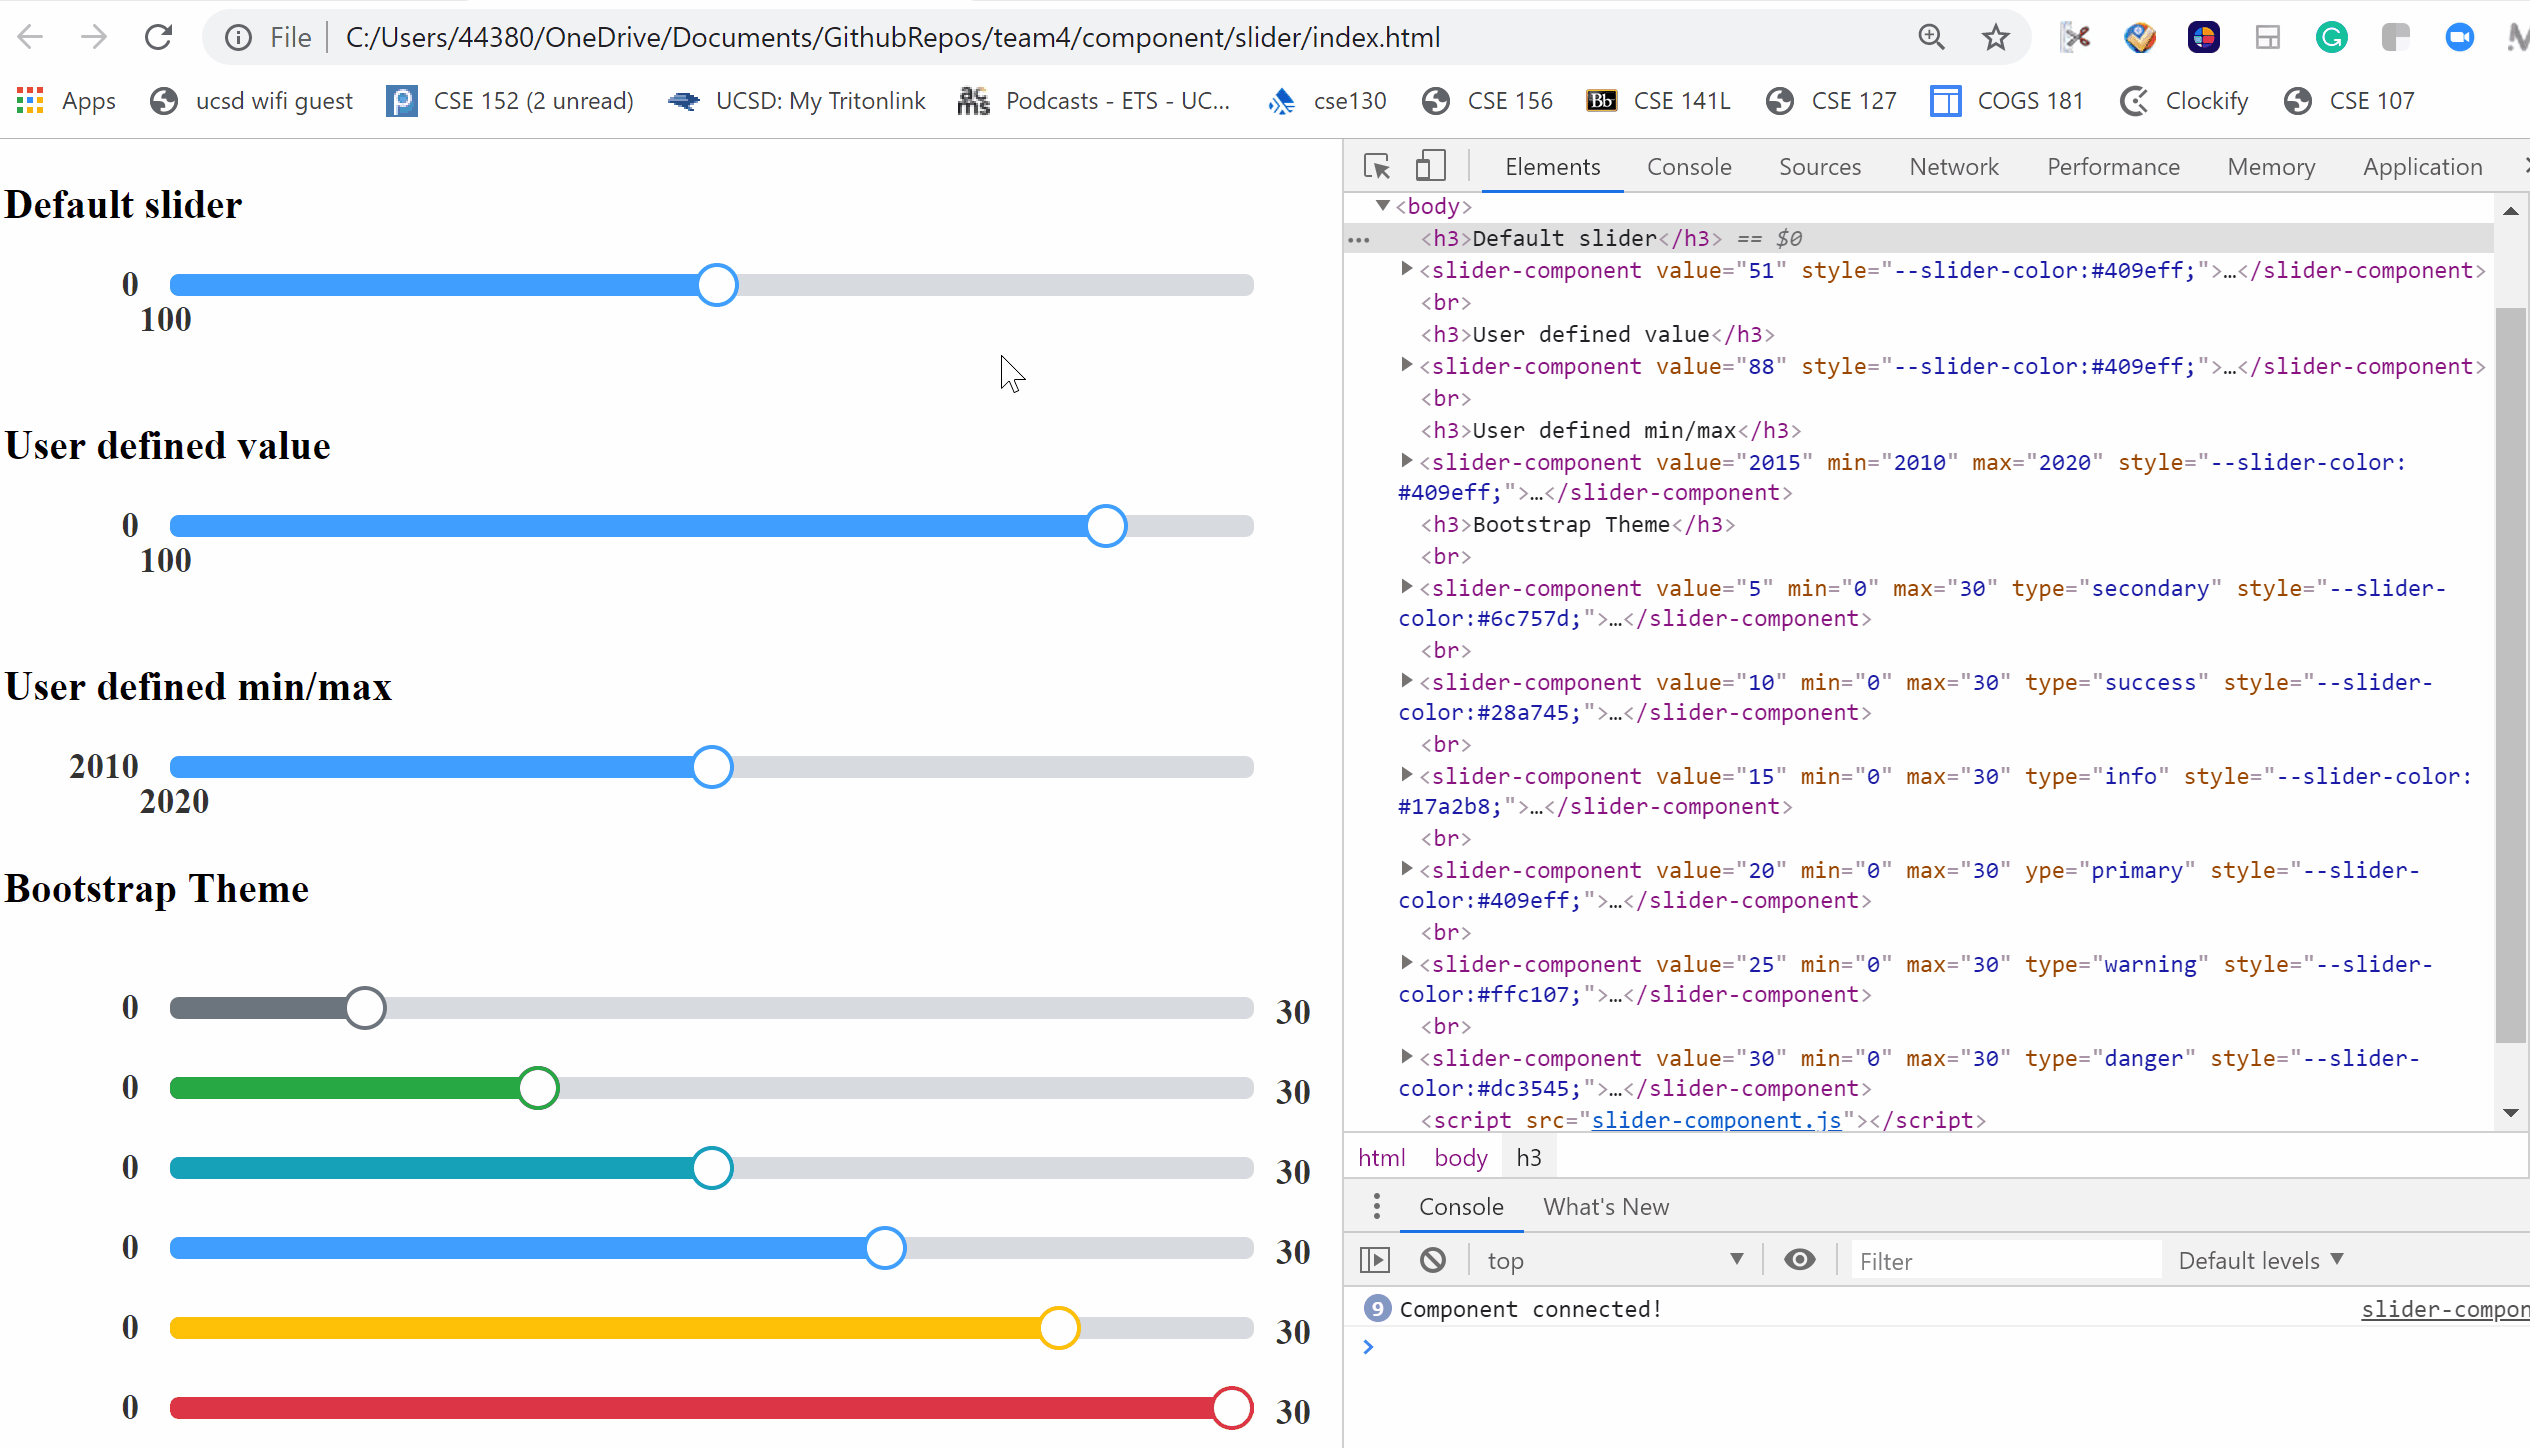 File C:/Users/44380/OneDrive/Documents/GithubRepos/team4/component/slider/index.html
Apps ucsd wifi guest CSE 152 (2 unread) UCSD: My Tritonlink Podcasts - ETS - UC... cse130 CSE 156 Bb CSE 141L CSE 127 COGS 181 Clockify CSE 107
Default slider
0
100
User defined value
0
100
User defined min/max
2010
2020
Bootstrap Theme
0 30
0 30
0 30
0 30
0 30
0 30
Elements Console Sources Network Performance Memory Application
<body>
<h3>Default slider</h3> == $0
<slider-component value="51" style="--slider-color:#409eff;">…</slider-component>
<br>
<h3>User defined value</h3>
<slider-component value="88" style="--slider-color:#409eff;">…</slider-component>
<br>
<h3>User defined min/max</h3>
<slider-component value="2015" min="2010" max="2020" style="--slider-color:
#409eff;">…</slider-component>
<h3>Bootstrap Theme</h3>
<br>
<slider-component value="5" min="0" max="30" type="secondary" style="--slider-
color:#6c757d;">…</slider-component>
<br>
<slider-component value="10" min="0" max="30" type="success" style="--slider-
color:#28a745;">…</slider-component>
<br>
<slider-component value="15" min="0" max="30" type="info" style="--slider-color:
#17a2b8;">…</slider-component>
<br>
<slider-component value="20" min="0" max="30" ype="primary" style="--slider-
color:#409eff;">…</slider-component>
<br>
<slider-component value="25" min="0" max="30" type="warning" style="--slider-
color:#ffc107;">…</slider-component>
<br>
<slider-component value="30" min="0" max="30" type="danger" style="--slider-
color:#dc3545;">…</slider-component>
<script src="slider-component.js"></script>
html body h3
Console What's New
top Filter Default levels
9 Component connected! slider-compon